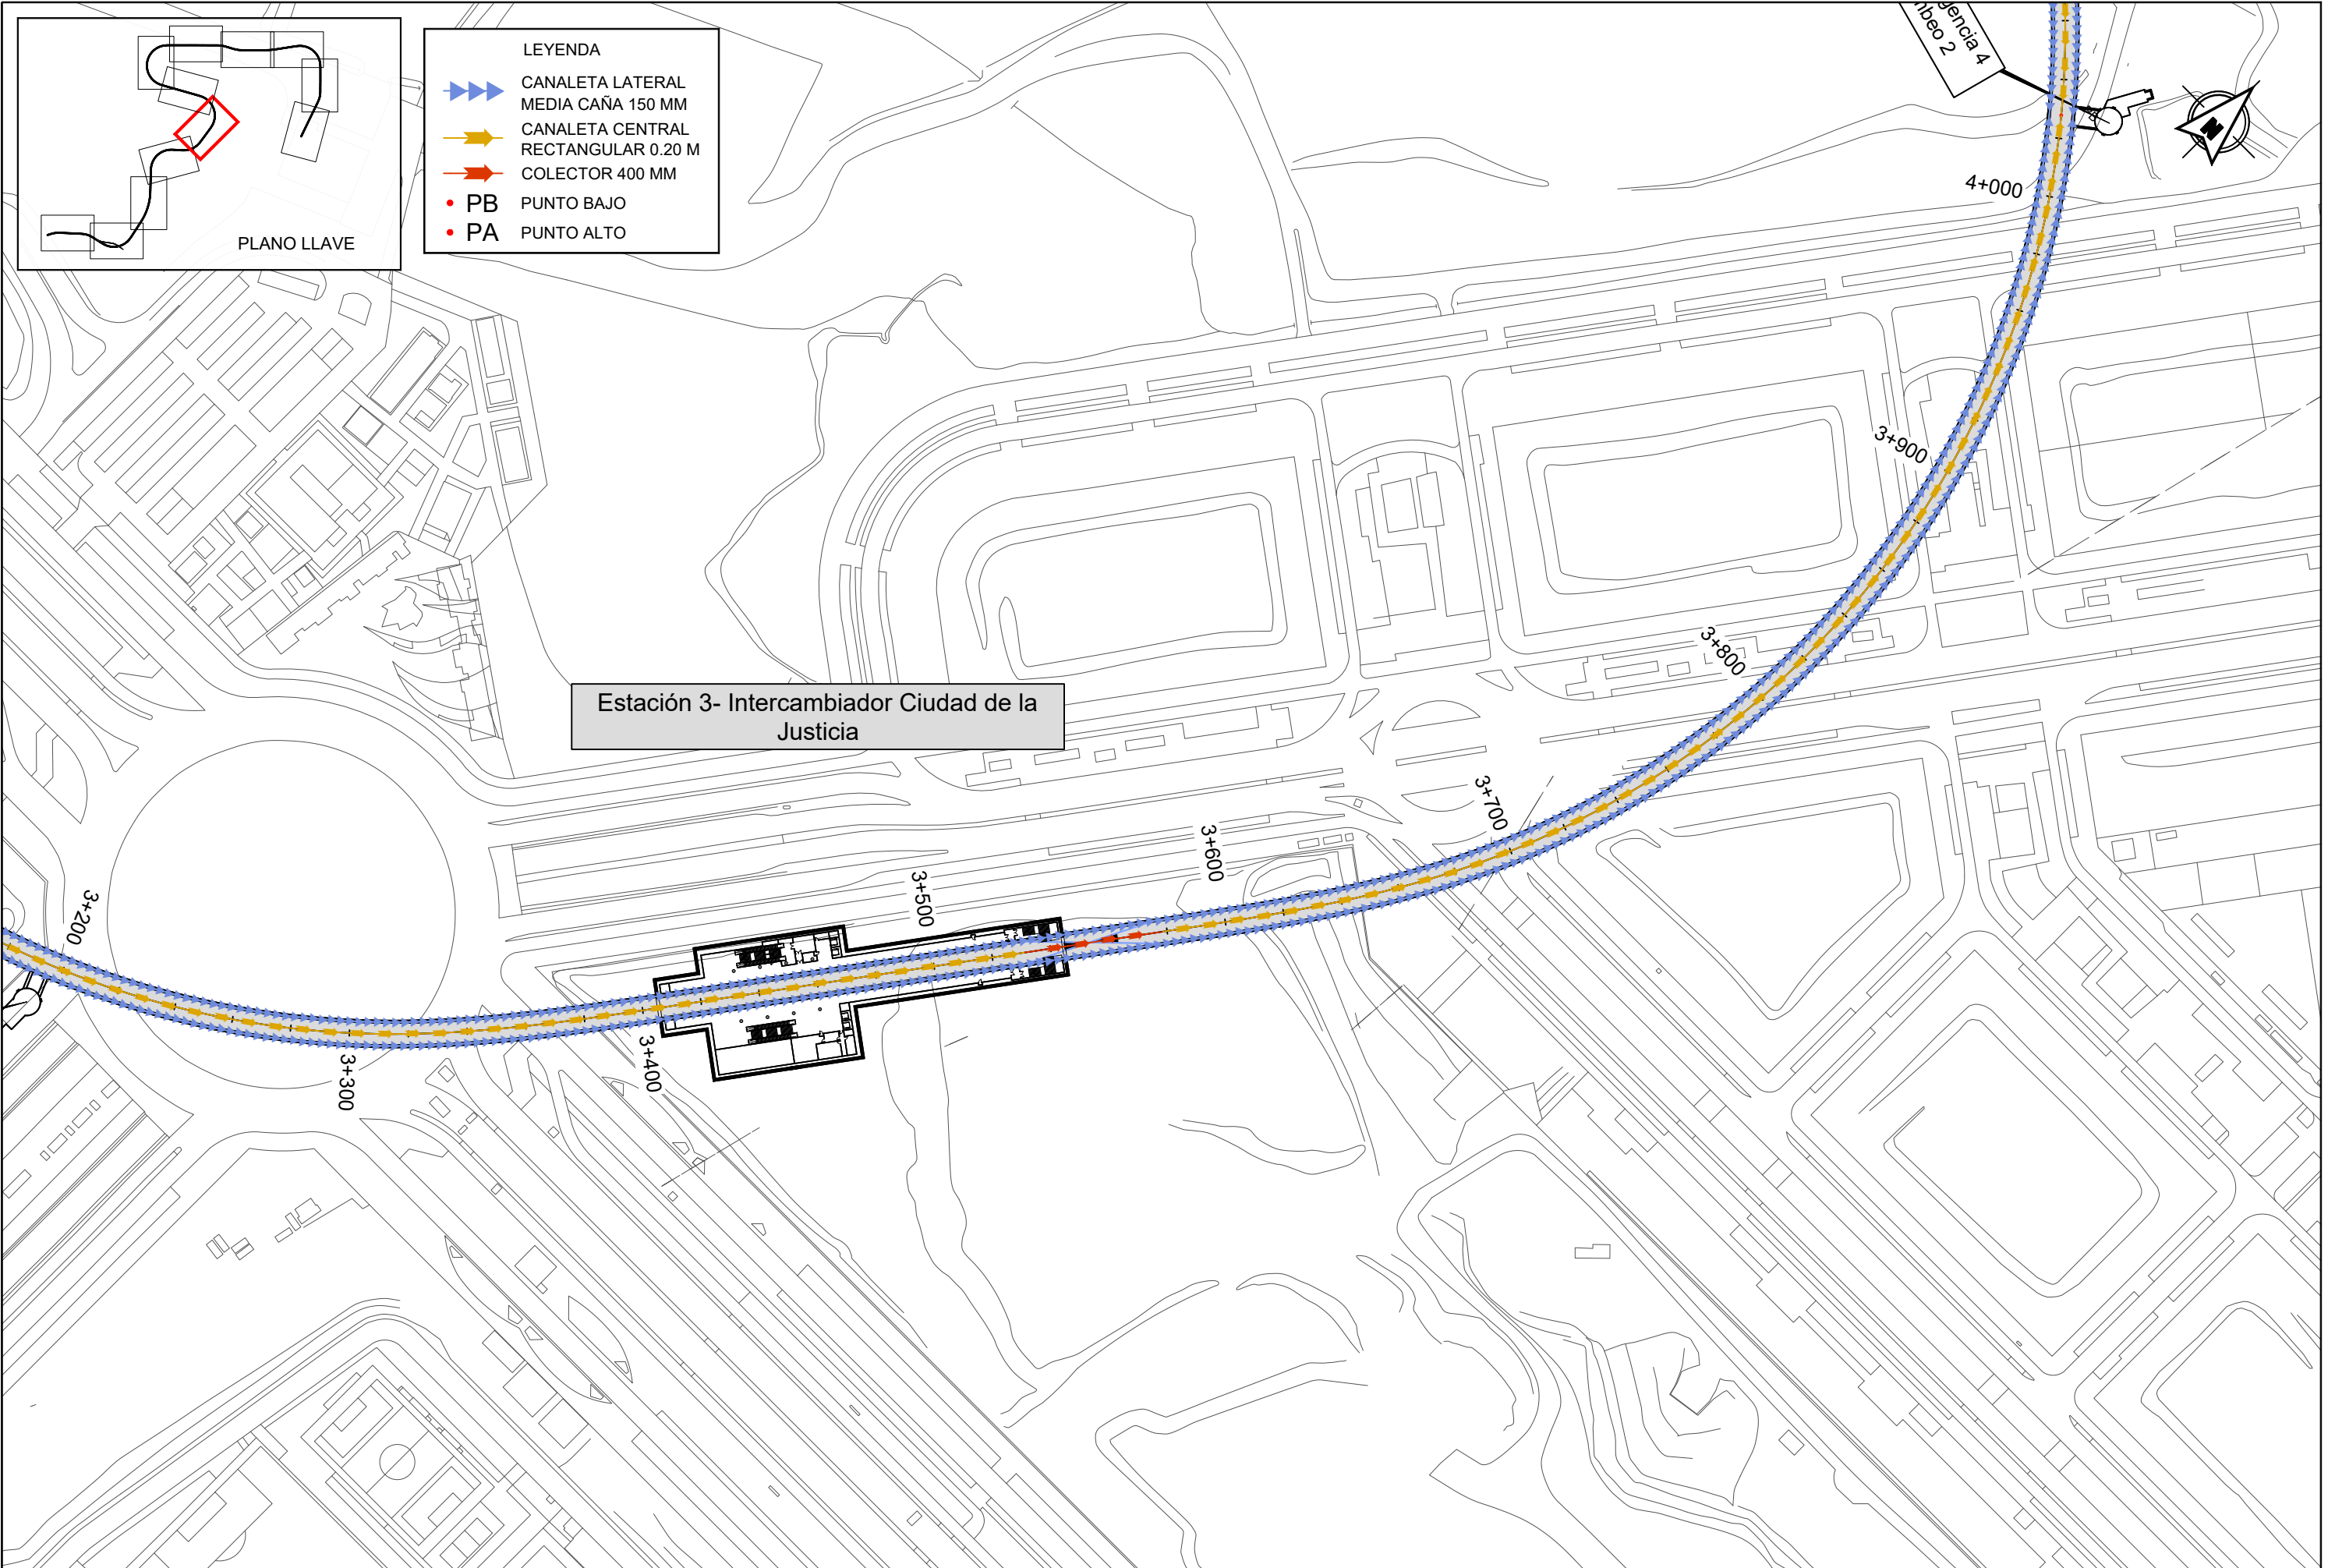 PLANO LLAVE
LEYENDA
CANALETA LATERAL
MEDIA CAÑA 150 MM
CANALETA CENTRAL
RECTANGULAR 0.20 M
COLECTOR 400 MM
PB PUNTO BAJO
PA PUNTO ALTO
4
2
N
4+000
3+900
3+800
Estación 3- Intercambiador Ciudad de la
Justicia
3+700
3+600
3+500
3+200
3+300
3+400